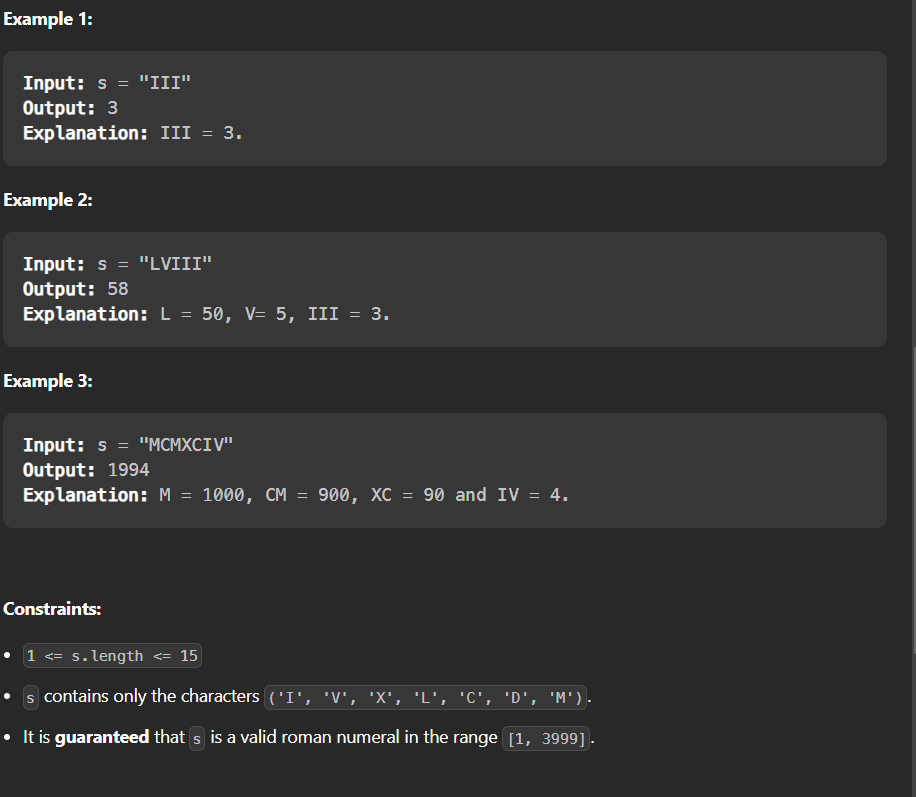 Example 1:
Input: s = "III"
Output: 3
Explanation: III = 3.
Example 2:
Input: s = "LVIII"
Output: 58
Explanation: L = 50, V= 5, III = 3.
Example 3:
Input: s = "MCMXCIV"
Output: 1994
Explanation: M = 1000, CM = 900, XC = 90 and IV = 4.
Constraints:
• 1 <= s.length <= 15
• s contains only the characters ('I', 'V', 'X', 'L', 'C', 'D', 'M').
• It is guaranteed that s is a valid roman numeral in the range [1, 3999].